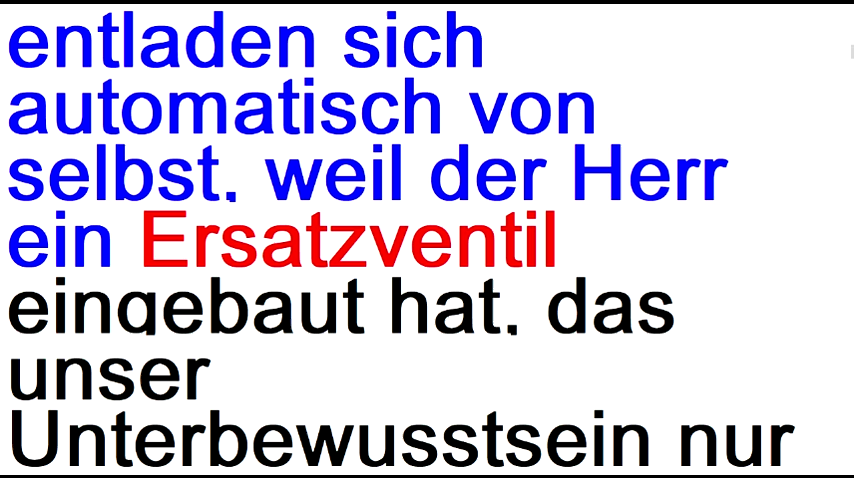 entladen sich
automatisch von
selbst, weil der Herr
ein Ersatzventil
eingebaut hat, das
unser
Unterbewusstsein nur